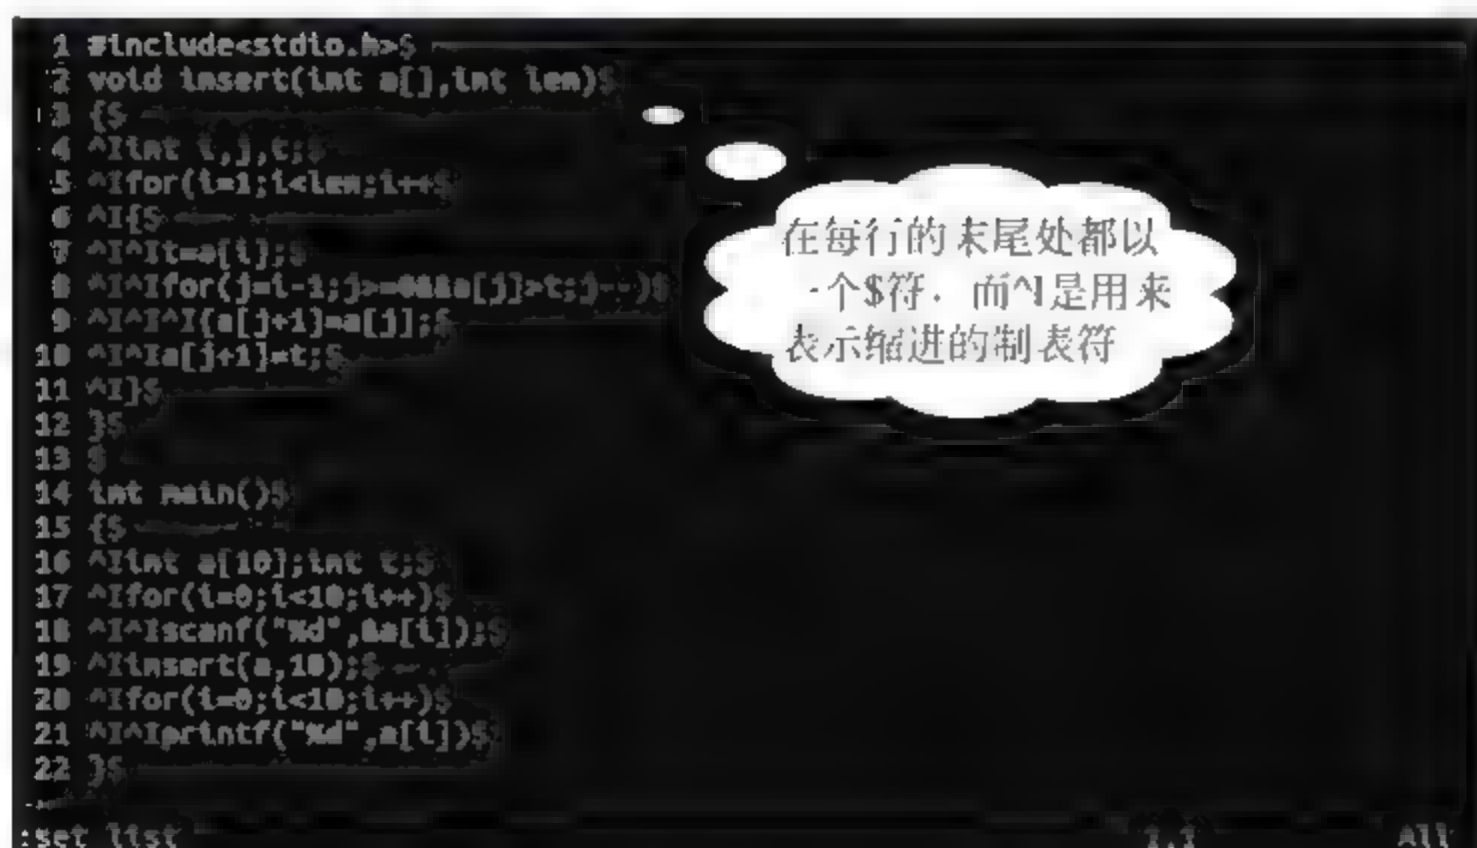 1 #include<stdio.h>$
2 void insert(int a[],int len)$
3 {$
4 ^Iint i,j,t;$
5 ^Ifor(i=1;i<len;i++$
6 ^I{$
7 ^I^It=a[i];$
8 ^I^Ifor(j=i-1;j>=0&&a[j]>t;j--)$
9 ^I^I^I{a[j+1]=a[j];$
10 ^I^Ia[j+1]=t;$
11 ^I}$
12 }$
13 $
14 int main()$
15 {$
16 ^Iint a[10];int t;$
17 ^Ifor(i=0;i<10;i++)$
18 ^I^Iscanf("%d",&a[i]);$
19 ^Iinsert(a,10);$
20 ^Ifor(i=0;i<10;i++)$
21 ^I^Iprintf("%d",a[i])$
22 }$
在每行的末尾处都以
一个$符，而^I是用来
表示缩进的制表符
:set list 1,1 All